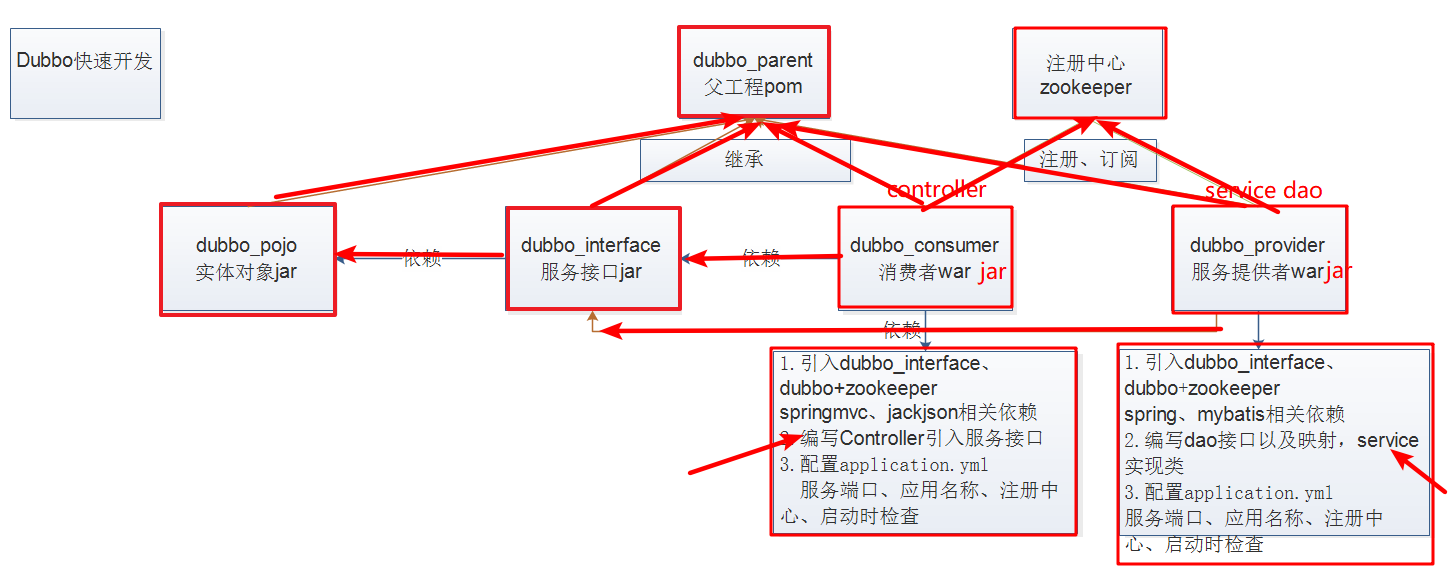 Dubbo快速开发
dubbo_parent
父工程pom
注册中心
zookeeper
继承
注册、订阅
controller
service dao
dubbo_pojo
实体对象jar
依赖
dubbo_interface
服务接口jar
依赖
dubbo_consumer
消费者war jar
dubbo_provider
服务提供者war jar
依赖
1.引入dubbo_interface、
dubbo+zookeeper
springmvc、jackjson相关依赖
2.编写Controller引入服务接口
3.配置application.yml
服务端口、应用名称、注册中
心、启动时检查
1.引入dubbo_interface、
dubbo+zookeeper
spring、mybatis相关依赖
2.编写dao接口以及映射，service
实现类
3.配置application.yml
服务端口、应用名称、注册中
心、启动时检查